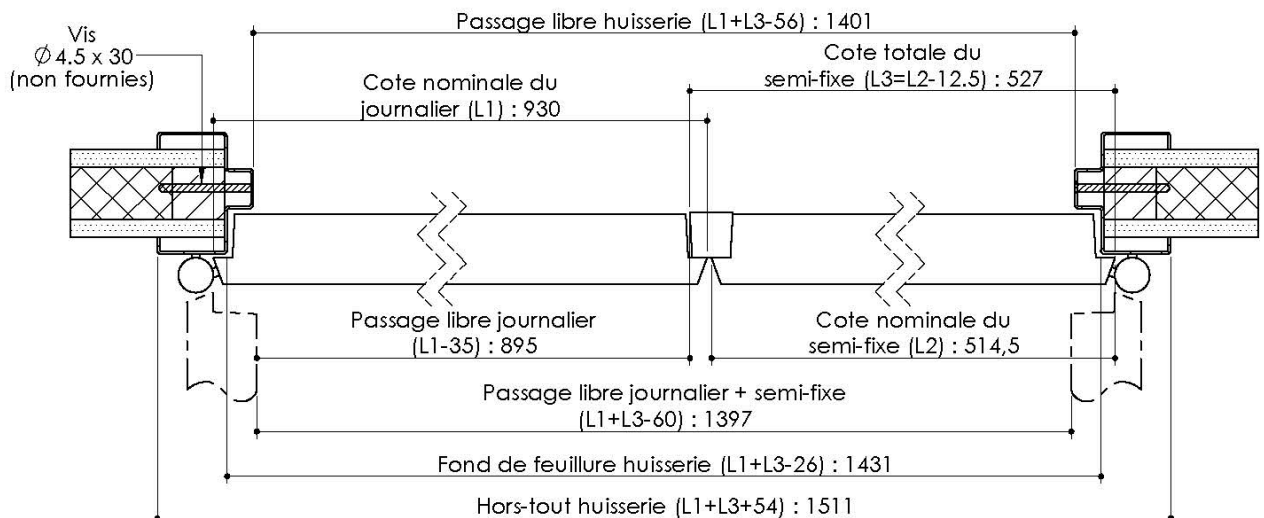 Passage libre huisserie (L1+L3-56) : 1401
Vis
Ø 4.5 x 30
(non fournies)
Cote nominale du
journalier (L1) : 930
Cote totale du
semi-fixe (L3=L2-12.5) : 527
Passage libre journalier
(L1-35) : 895
Cote nominale du
semi-fixe (L2) : 514,5
Passage libre journalier + semi-fixe
(L1+L3-60) : 1397
Fond de feuillure huisserie (L1+L3-26) : 1431
Hors-tout huisserie (L1+L3+54) : 1511